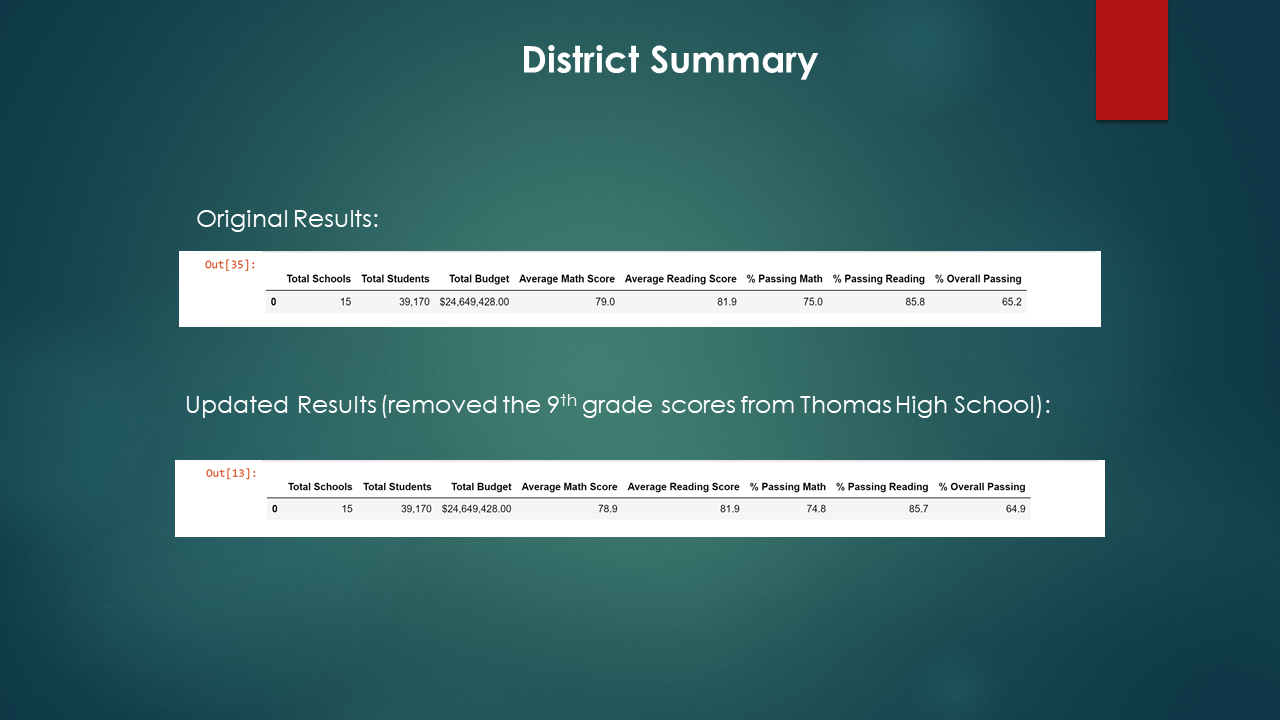 District Summary
Original Results:
Out[35]:
Total Schools Total Students Total Budget Average Math Score Average Reading Score % Passing Math % Passing Reading % Overall Passing
0 15 39,170 $24,649,428.00 79.0 81.9 75.0 85.8 65.2
Updated Results (removed the 9th grade scores from Thomas High School):
Out[13]:
Total Schools Total Students Total Budget Average Math Score Average Reading Score % Passing Math % Passing Reading % Overall Passing
0 15 39,170 $24,649,428.00 78.9 81.9 74.8 85.7 64.9